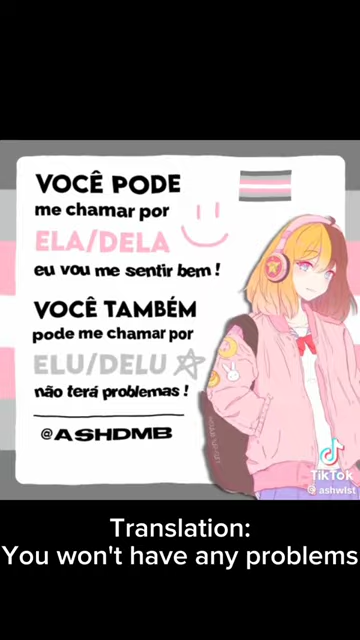 VOCÊ PODE
me chamar por
ELA/DELA
eu vou me sentir bem !
VOCÊ TAMBÉM
pode me chamar por
ELU/DELU
não terá problemas !
@ASHDMB
TikTok
ashwlst
Translation:
You won't have any problems